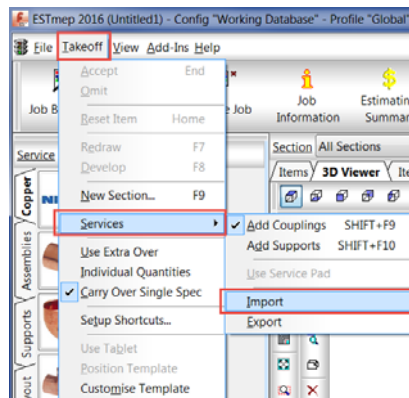 ESTmep 2016 (Untitled1) - Config "Working Database" - Profile "Global"
File Takeoff View Add-Ins Help
Accept End
Omit
Reset Item Home
Redraw F7
Develop F8
New Section... F9
Services
Use Extra Over
Individual Quantities
Carry Over Single Spec
Setup Shortcuts...
Use Tablet
Position Template
Customise Template
Job
Job
Job Information
Estimating
Section All Sections
Items 3D Viewer
Service
Copper
Assemblies
Supports
Add Couplings SHIFT+F9
Add Supports SHIFT+F10
Use Service Pad
Import
Export